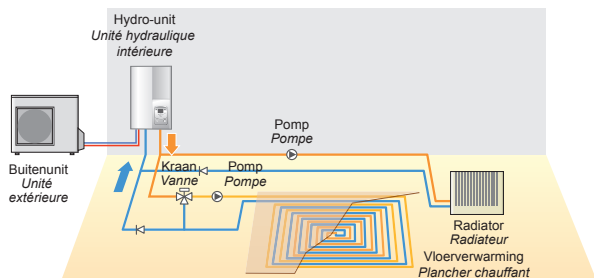 Hydro-unit
Unité hydraulique
intérieure
Buitenunit
Unité
extérieure
Pomp
Pompe
Kraan
Vanne
Pomp
Pompe
Radiator
Radiateur
Vloerverwarming
Plancher chauffant